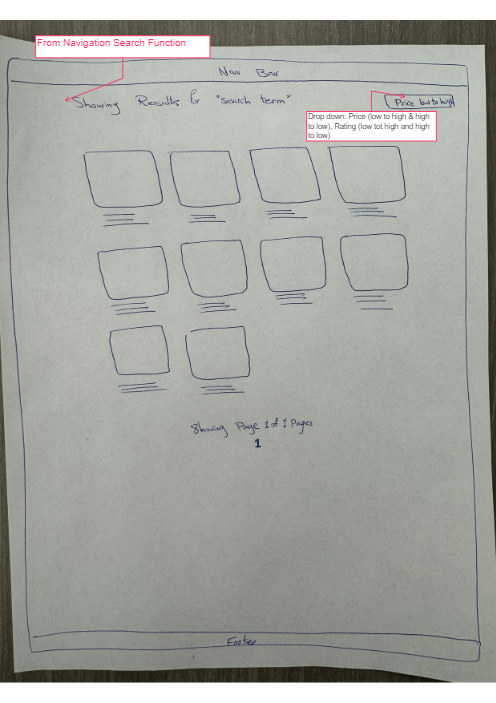 From Navigation Search Function
Nav Bar
Showing Results for "search term"
Price low to high
Drop down: Price (low to high & high
to low), Rating (low tot high and high
to low)
Showing Page 1 of 1 Pages
1
Footer